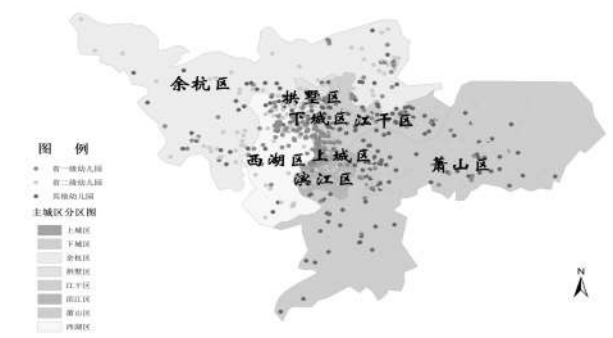 余杭区
拱墅区
下城区 江干区
西湖区 上城区
萧山区
滨江区
图 例
省一级幼儿园
省二级幼儿园
其他幼儿园
主城区分区图
上城区
下城区
余杭区
拱墅区
江干区
滨江区
萧山区
西湖区
N